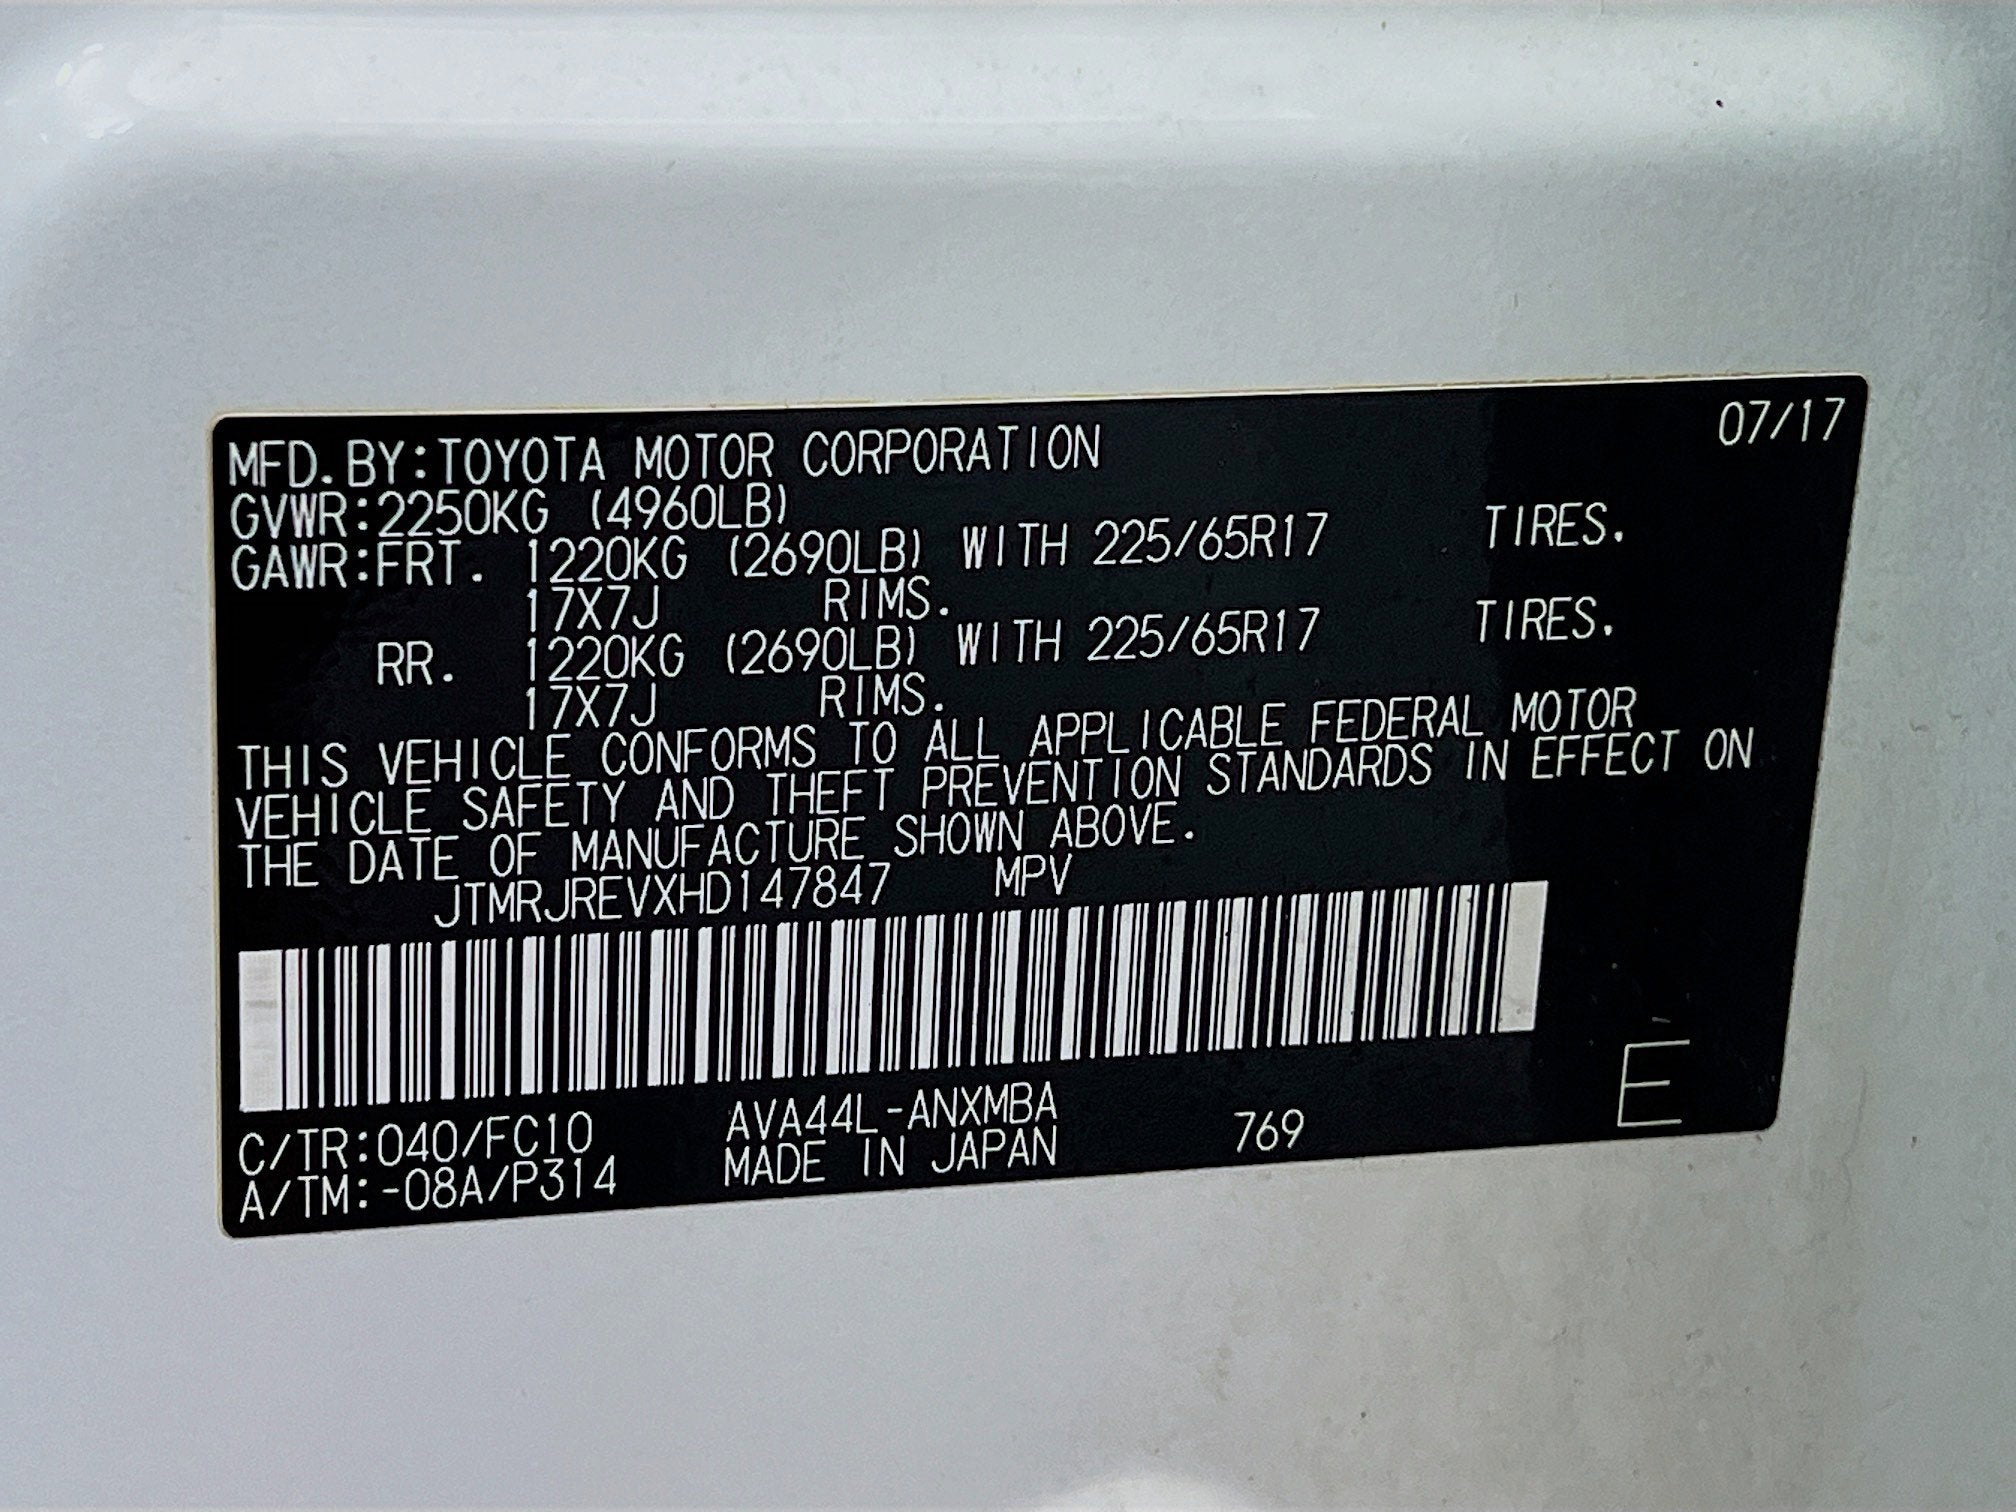 07/17
MFD.BY:TOYOTA MOTOR CORPORATION
GVWR:2250KG (4960LB)
GAWR:FRT. 1220KG (2690LB) WITH 225/65R17 TIRES.
17X7J RIMS.
RR. 1220KG (2690LB) WITH 225/65R17 TIRES.
17X7J RIMS.
THIS VEHICLE CONFORMS TO ALL APPLICABLE FEDERAL MOTOR
VEHICLE SAFETY AND THEFT PREVENTION STANDARDS IN EFFECT ON
THE DATE OF MANUFACTURE SHOWN ABOVE.
JTMRJREVXHD147847 MPV
C/TR:040/FC10 AVA44L-ANXMBA
A/TM:-08A/P314 MADE IN JAPAN 769 E